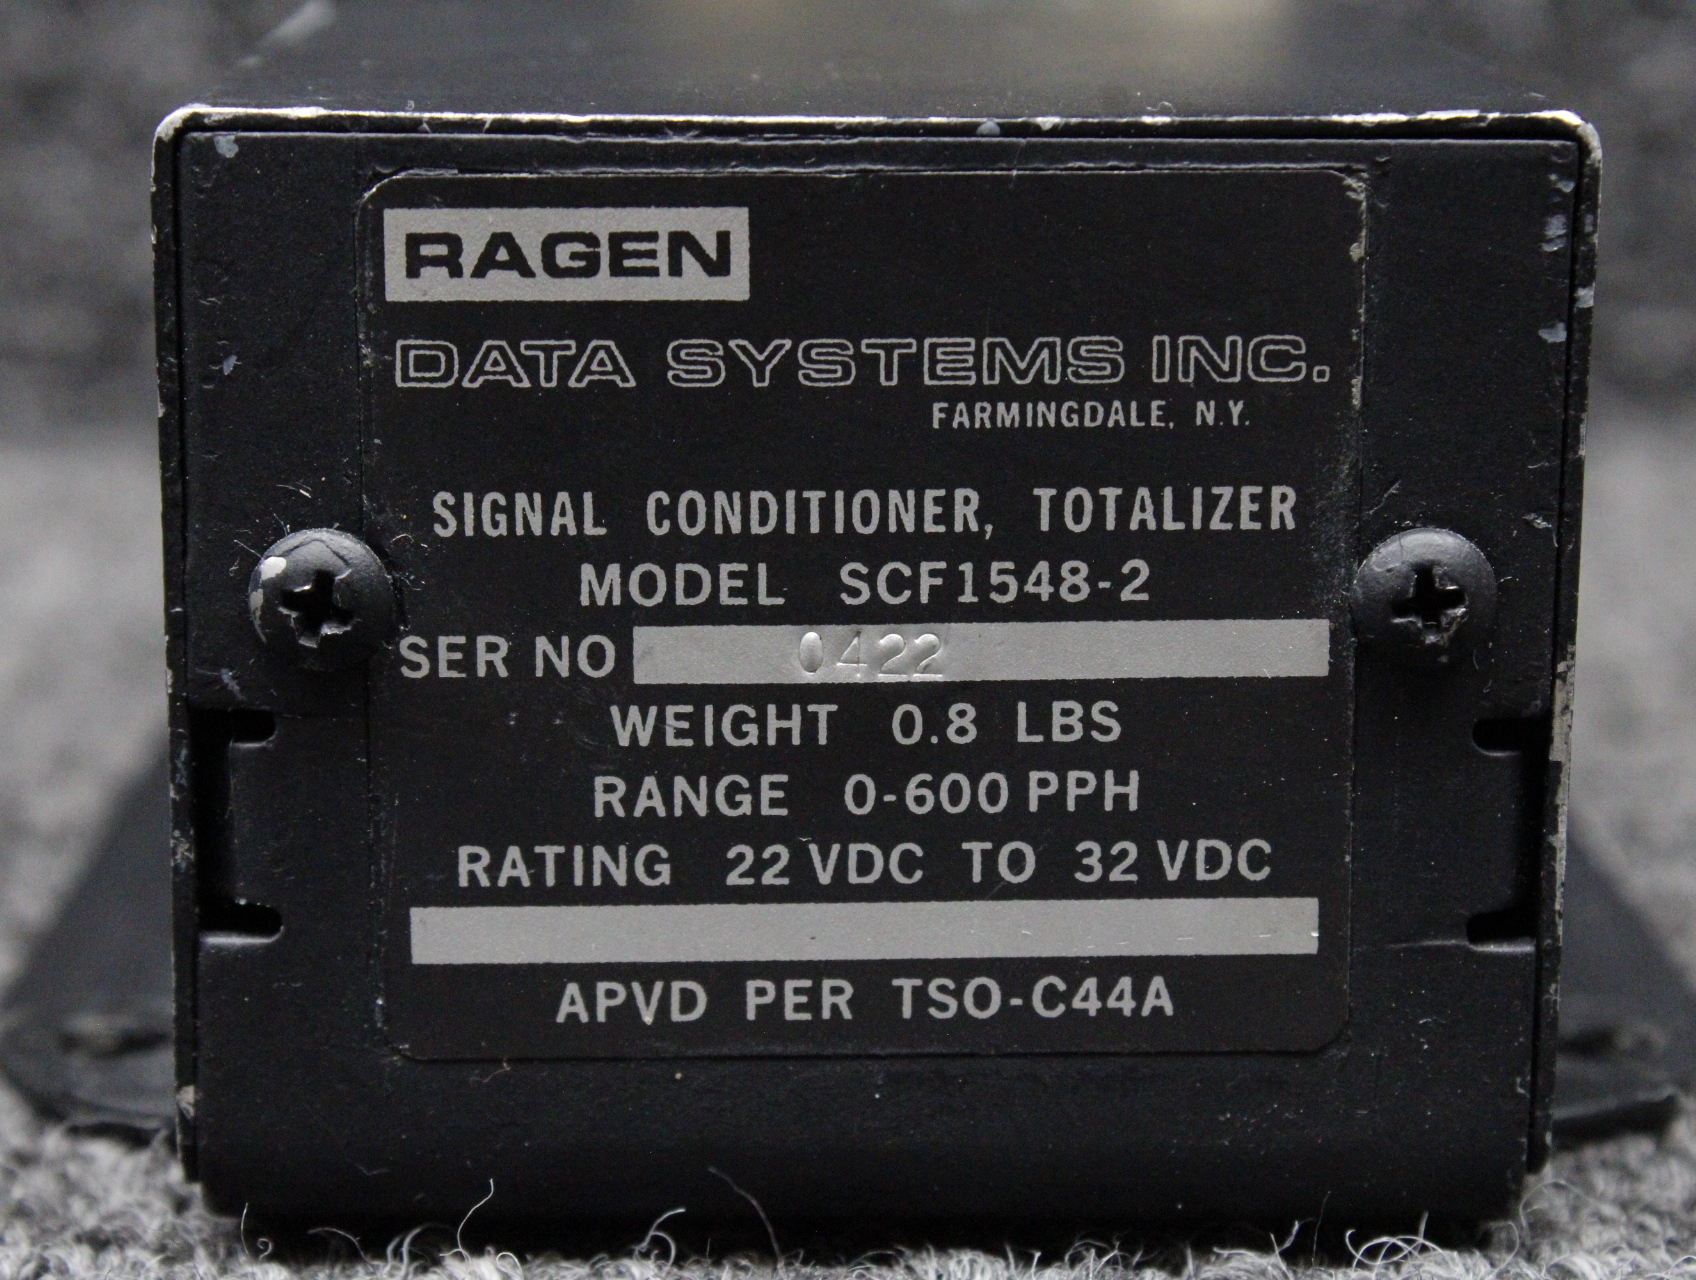 RAGEN
DATA SYSTEMS INC.
FARMINGDALE, N.Y.
SIGNAL CONDITIONER, TOTALIZER
MODEL SCF1548-2
SER NO 0422
WEIGHT 0.8 LBS
RANGE 0-600 PPH
RATING 22 VDC TO 32 VDC
APVD PER TSO-C44A